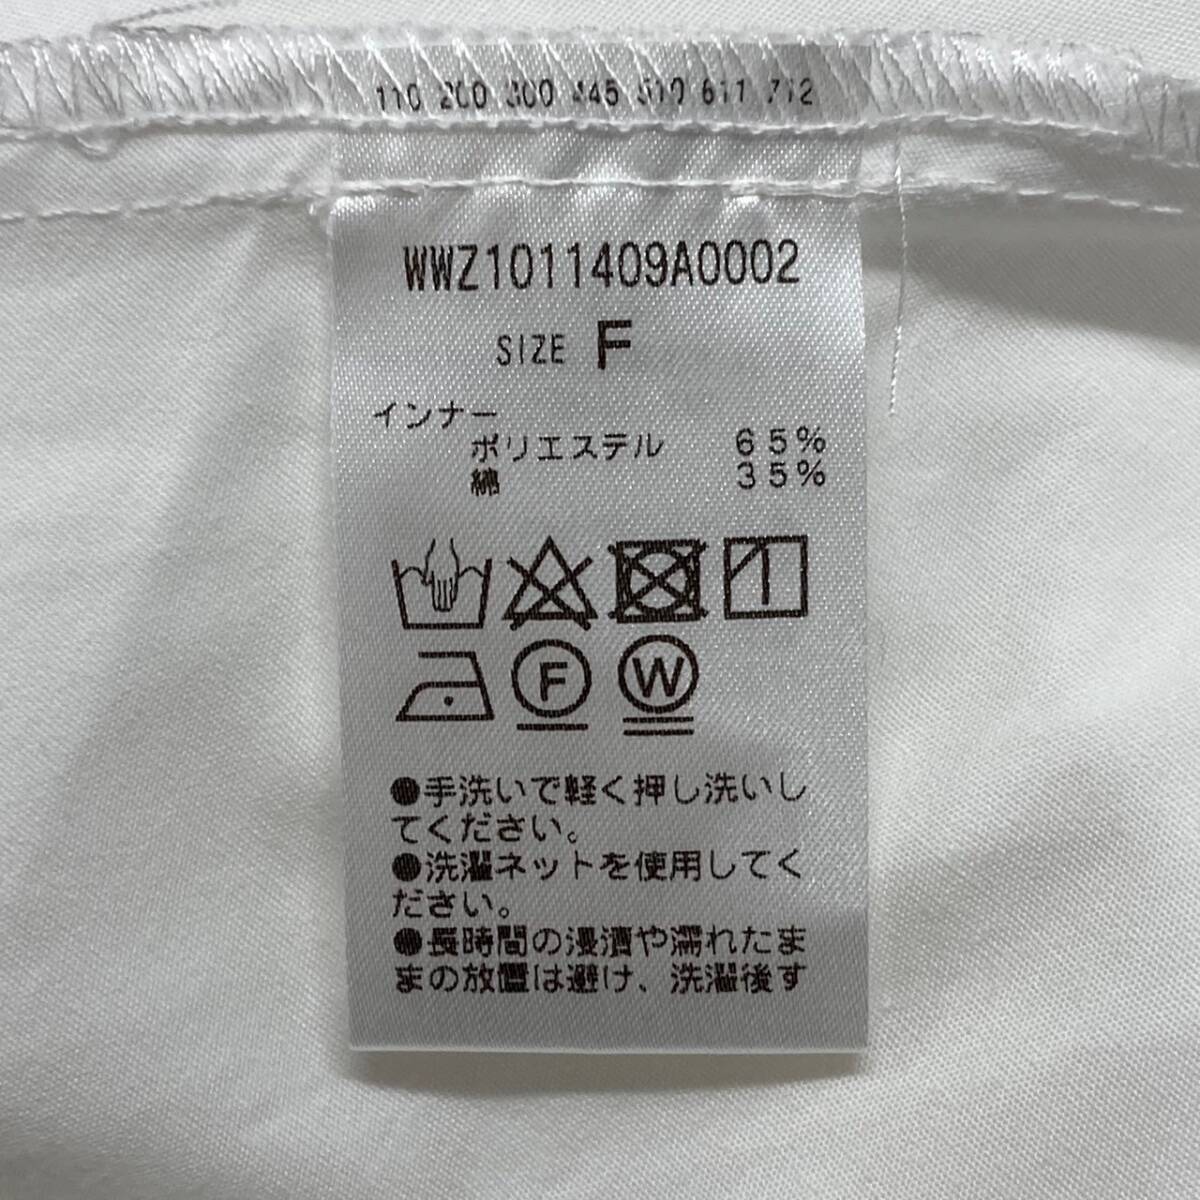 110 200 300 445 510 611 712
WWZ1011409A0002
SIZE F
インナー
ポリエステル 65%
綿 35%
F W
●手洗いで軽く押し洗いし
てください。
●洗濯ネットを使用してく
ださい。
●長時間の浸漬や濡れたま
まの放置は避け、洗濯後す